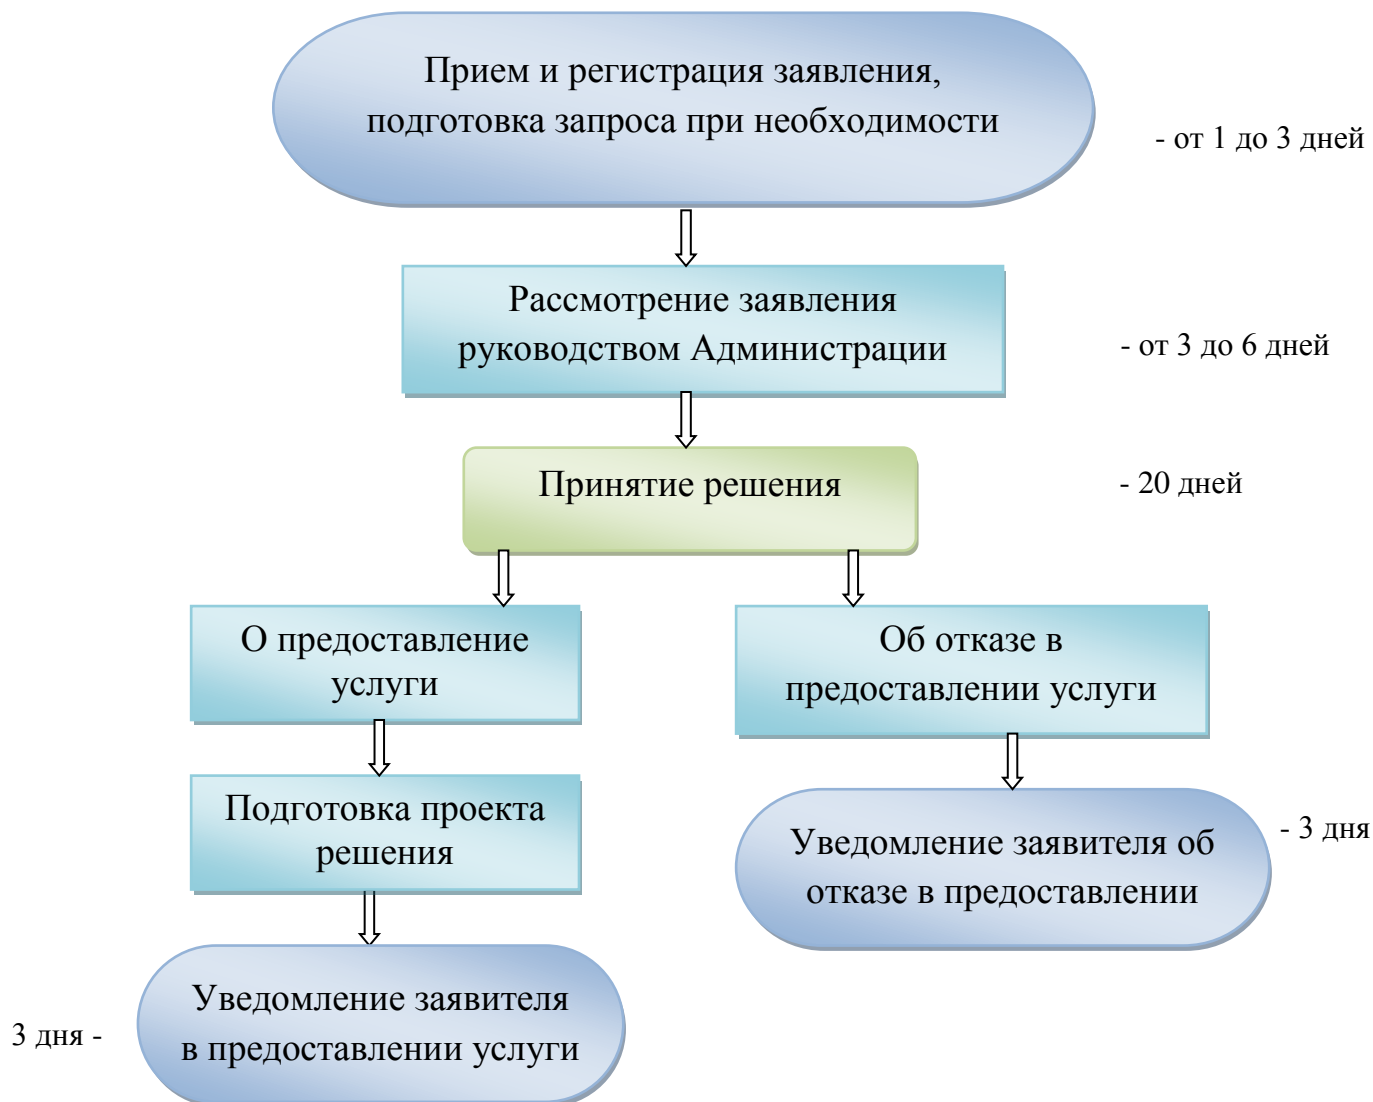 Прием и регистрация заявления,
подготовка запроса при необходимости
- от 1 до 3 дней
Рассмотрение заявления
руководством Администрации
- от 3 до 6 дней
Принятие решения
- 20 дней
О предоставление
услуги
Об отказе в
предоставлении услуги
Подготовка проекта
решения
Уведомление заявителя об
отказе в предоставлении
- 3 дня
Уведомление заявителя
в предоставлении услуги
3 дня -